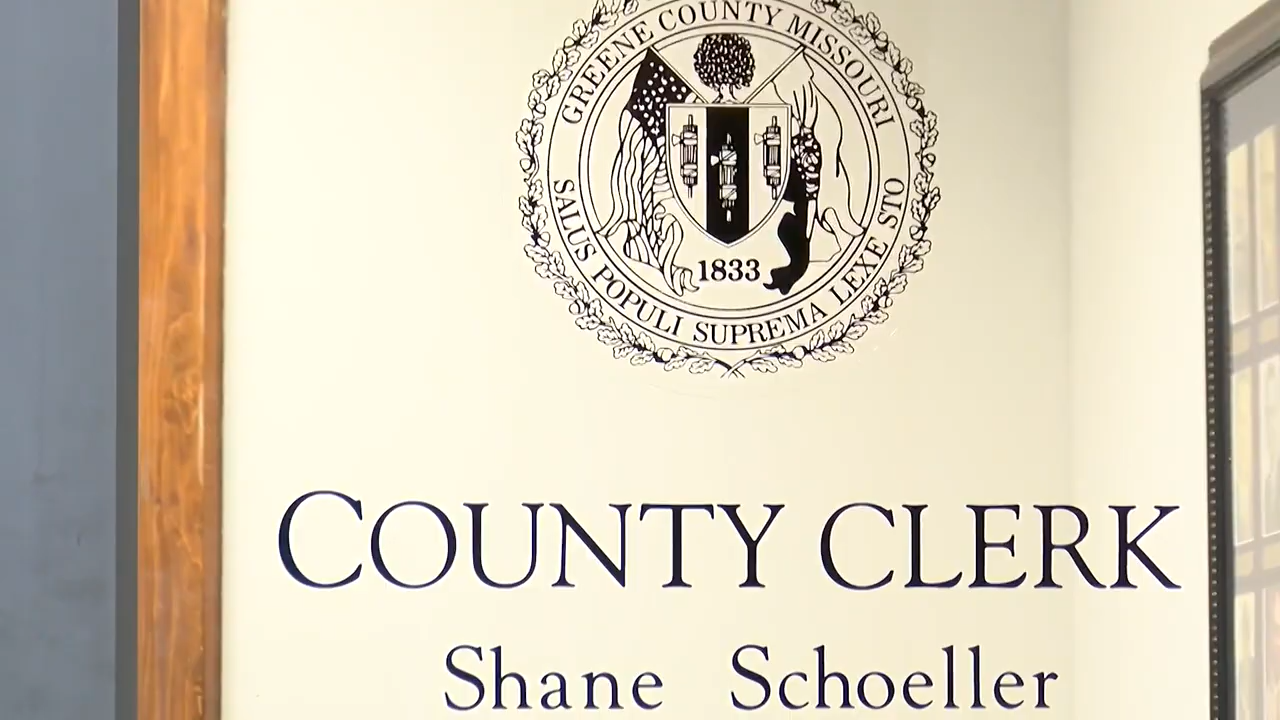 GREENE COUNTY MISSOURI
SALUS POPULI SUPREMA LEXE STO
1833
COUNTY CLERK
Shane Schoeller